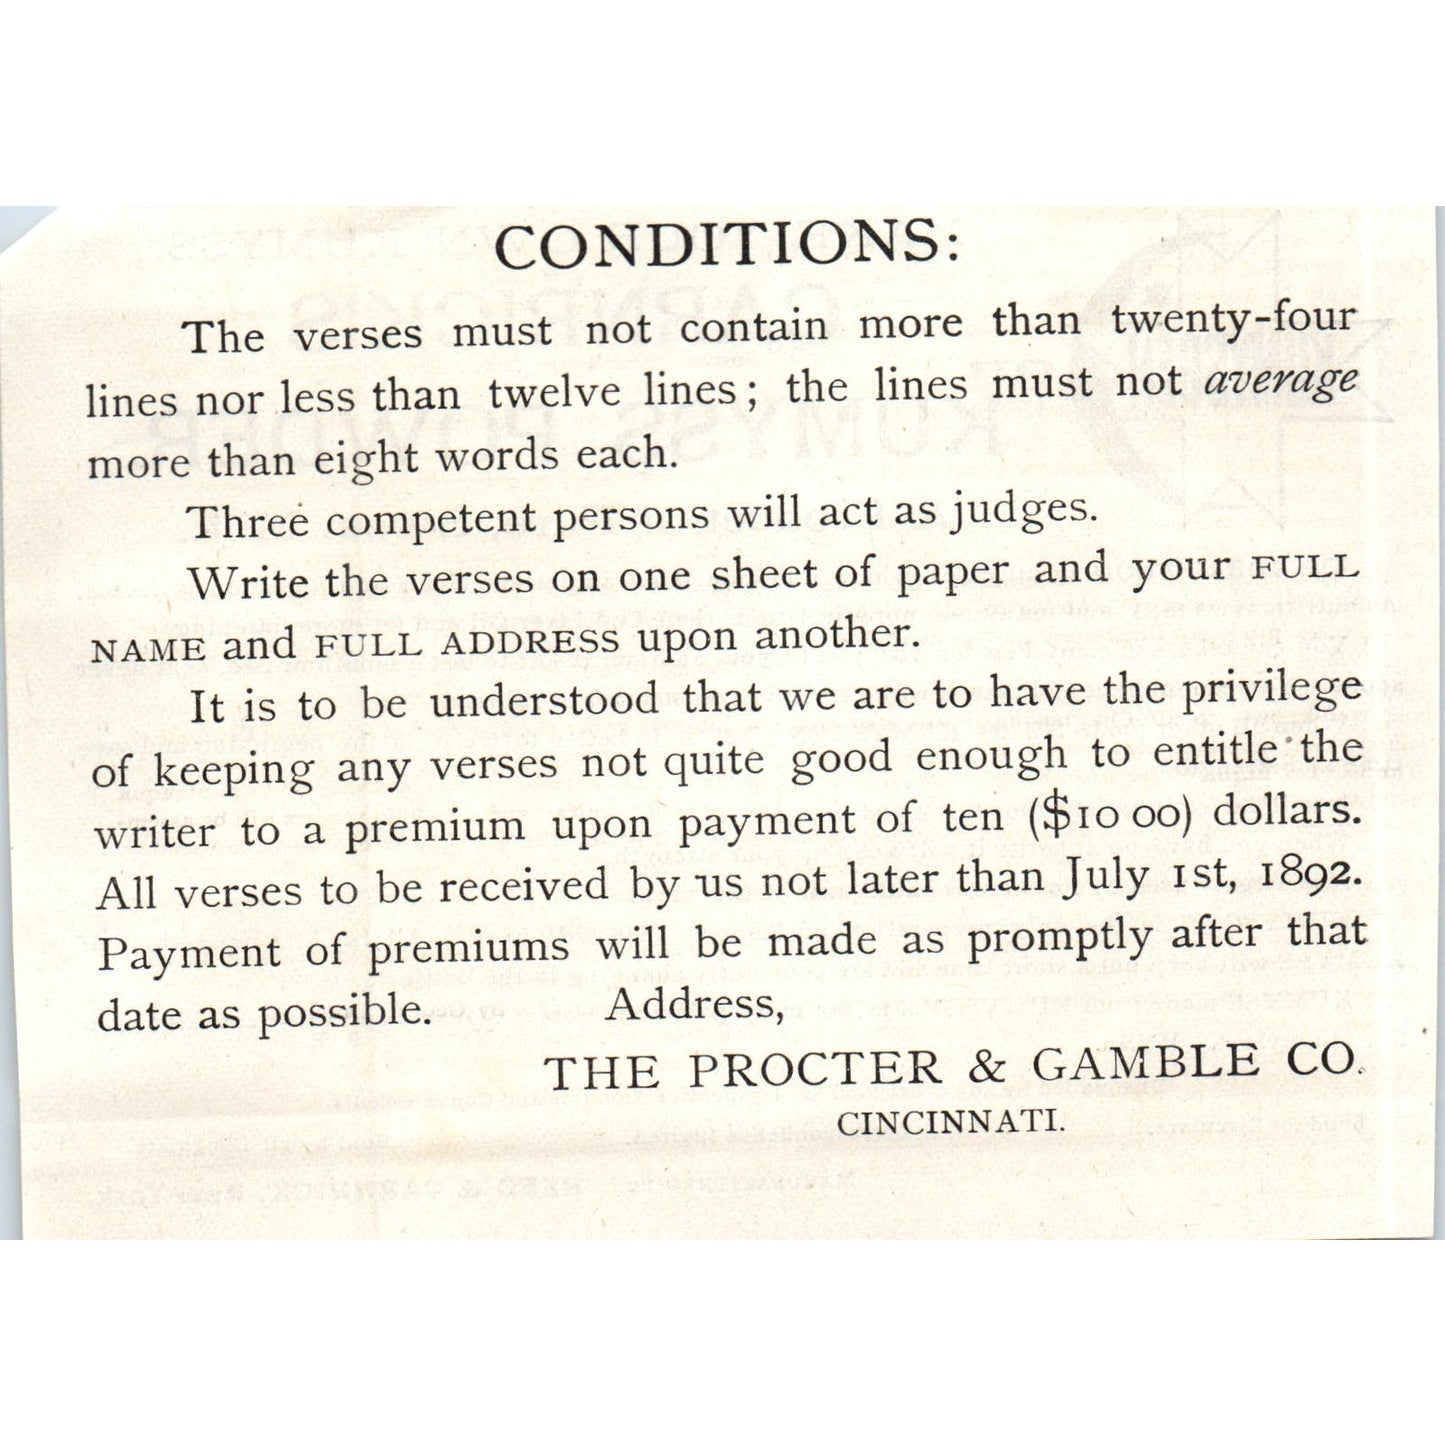 CONDITIONS:
The verses must not contain more than twenty-four
lines nor less than twelve lines; the lines must not average
more than eight words each.
Three competent persons will act as judges.
Write the verses on one sheet of paper and your FULL
NAME and FULL ADDRESS upon another.
It is to be understood that we are to have the privilege
of keeping any verses not quite good enough to entitle the
writer to a premium upon payment of ten ($10 00) dollars.
All verses to be received by us not later than July 1st, 1892.
Payment of premiums will be made as promptly after that
date as possible. Address,
THE PROCTER & GAMBLE CO.
CINCINNATI.